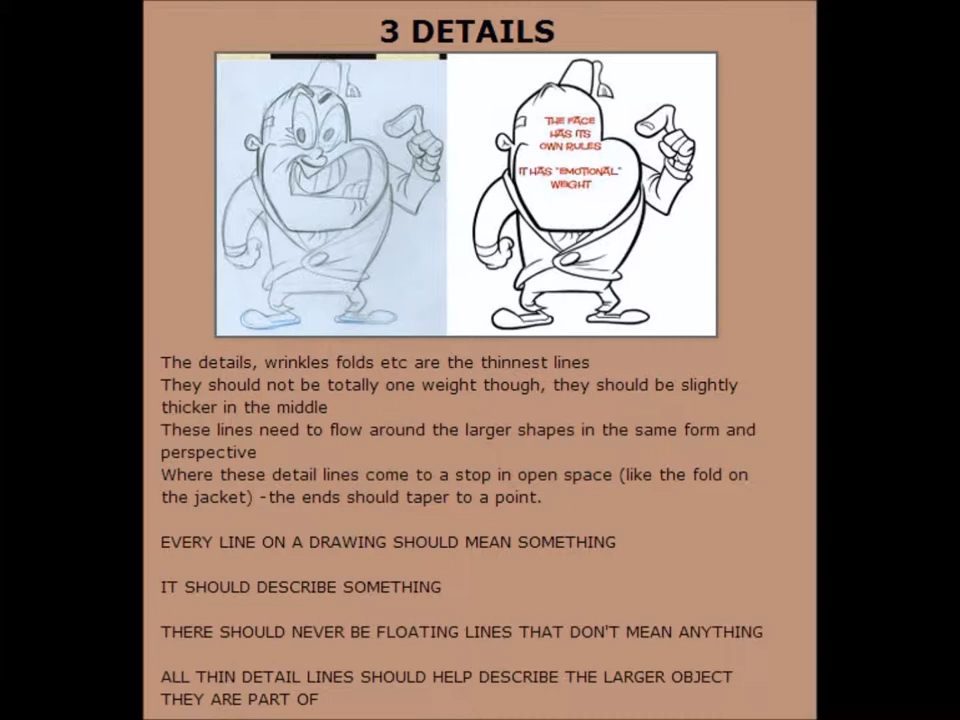 3 DETAILS
THE FACE
HAS ITS
OWN RULES
IT HAS "EMOTIONAL"
WEIGHT
The details, wrinkles folds etc are the thinnest lines
They should not be totally one weight though, they should be slightly
thicker in the middle
These lines need to flow around the larger shapes in the same form and
perspective
Where these detail lines come to a stop in open space (like the fold on
the jacket) -the ends should taper to a point.
EVERY LINE ON A DRAWING SHOULD MEAN SOMETHING
IT SHOULD DESCRIBE SOMETHING
THERE SHOULD NEVER BE FLOATING LINES THAT DON'T MEAN ANYTHING
ALL THIN DETAIL LINES SHOULD HELP DESCRIBE THE LARGER OBJECT
THEY ARE PART OF